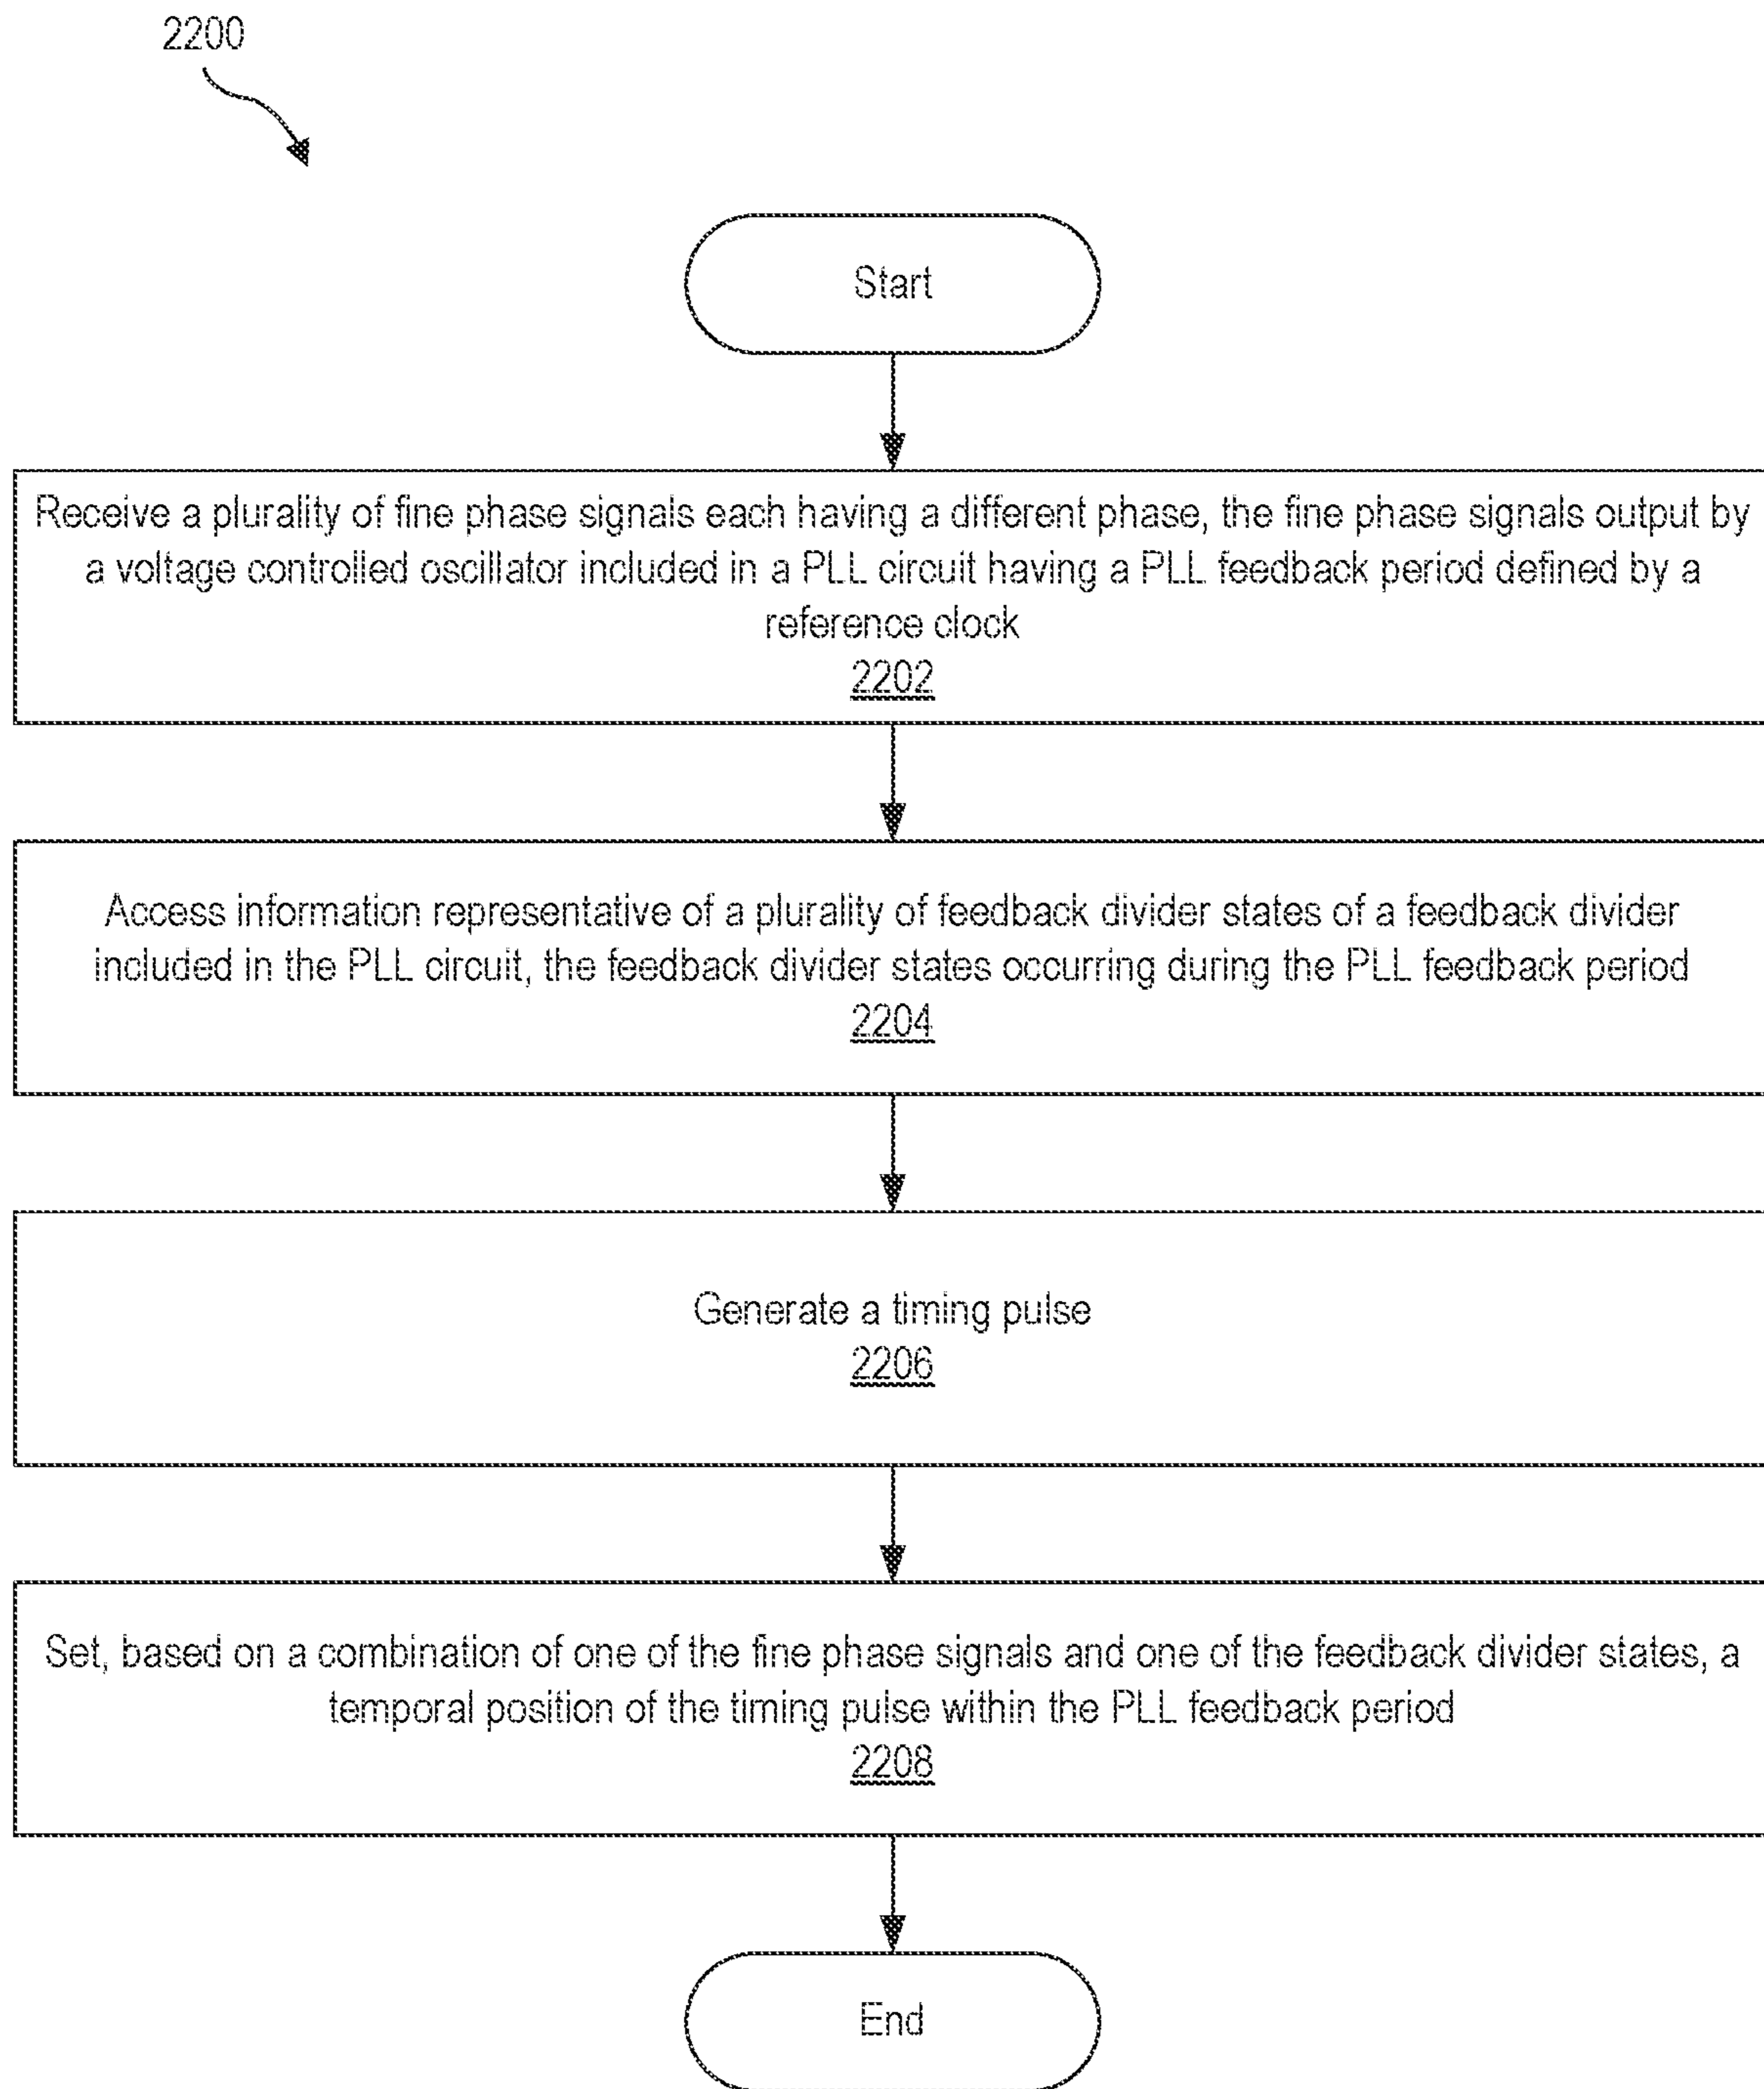 2200
Start
Receive a plurality of fine phase signals each having a different phase, the fine phase signals output by
a voltage controlled oscillator included in a PLL circuit having a PLL feedback period defined by a
reference clock
2202
Access information representative of a plurality of feedback divider states of a feedback divider
included in the PLL circuit, the feedback divider states occurring during the PLL feedback period
2204
Generate a timing pulse
2206
Set, based on a combination of one of the fine phase signals and one of the feedback divider states, a
temporal position of the timing pulse within the PLL feedback period
2208
End